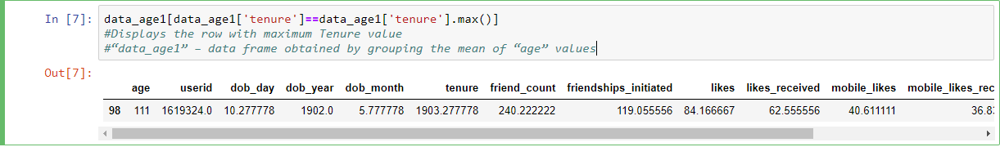 In [7]: data_age1[data_age1['tenure']==data_age1['tenure'].max()]
#Displays the row with maximum Tenure value
#“data_age1” – data frame obtained by grouping the mean of “age” values
Out[7]:
age userid dob_day dob_year dob_month tenure friend_count friendships_initiated likes likes_received mobile_likes mobile_likes_rec
98 111 1619324.0 10.277778 1902.0 5.777778 1903.277778 240.222222 119.055556 84.166667 62.555556 40.611111 36.83